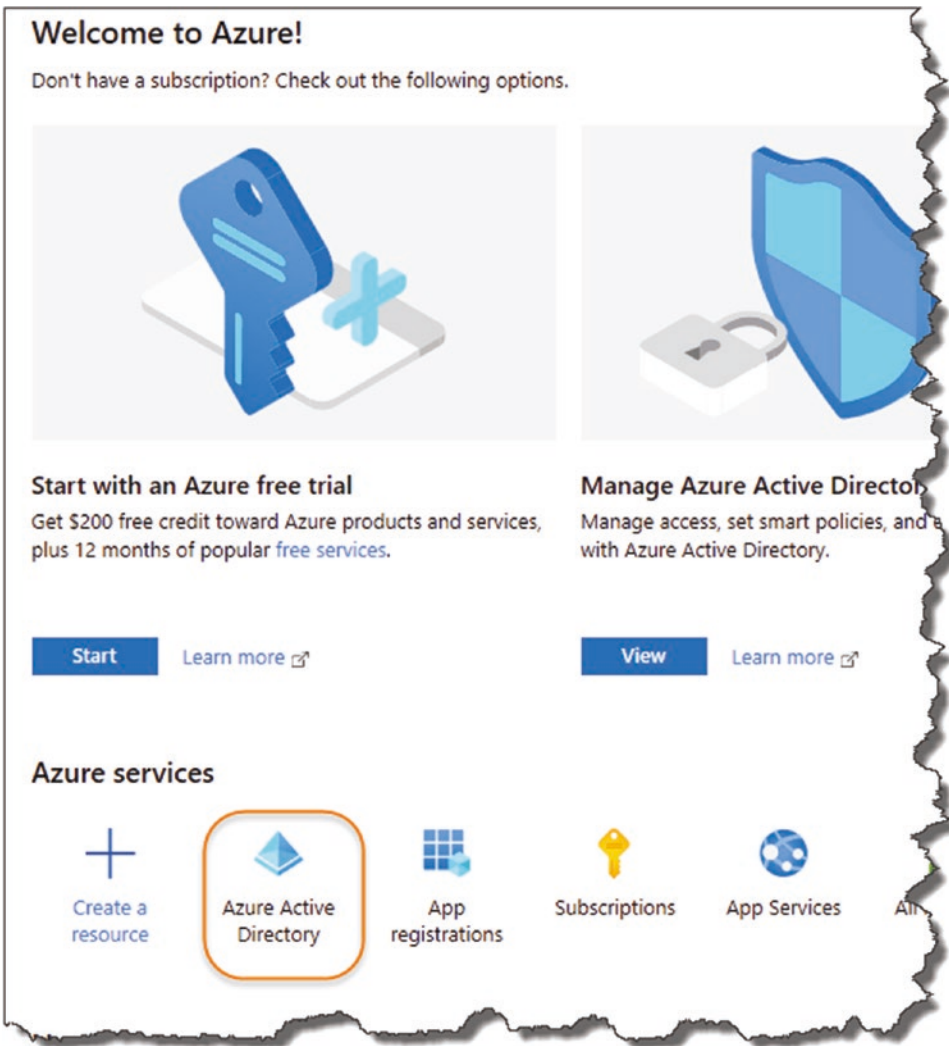 Welcome to Azure!
Don't have a subscription? Check out the following options.
Start with an Azure free trial
Get $200 free credit toward Azure products and services,
plus 12 months of popular free services.
Start
Learn more
Manage Azure Active
Manage access, set smart policies, and
with Azure Active Directory.
View
Learn more
Azure services
Create a
resource
Azure Active
Directory
App
registrations
Subscriptions
App Services